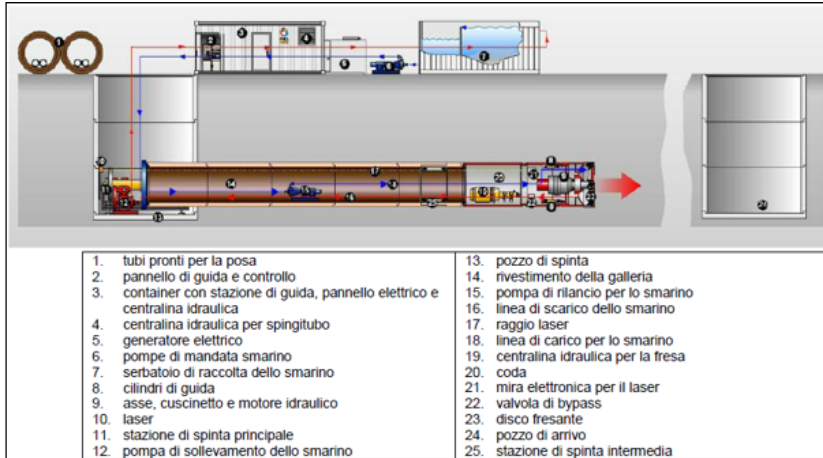 1. tubi pronti per la posa
2. pannello di guida e controllo
3. container con stazione di guida, pannello elettrico e
centralina idraulica
4. centralina idraulica per spingitubo
5. generatore elettrico
6. pompe di mandata smarino
7. serbatoio di raccolta dello smarino
8. cilindri di guida
9. asse, cuscinetto e motore idraulico
10. laser
11. stazione di spinta principale
12. pompa di sollevamento dello smarino
13. pozzo di spinta
14. rivestimento della galleria
15. pompa di rilancio per lo smarino
16. linea di scarico dello smarino
17. raggio laser
18. linea di carico per lo smarino
19. centralina idraulica per la fresa
20. coda
21. mira elettronica per il laser
22. valvola di bypass
23. disco fresante
24. pozzo di arrivo
25. stazione di spinta intermedia